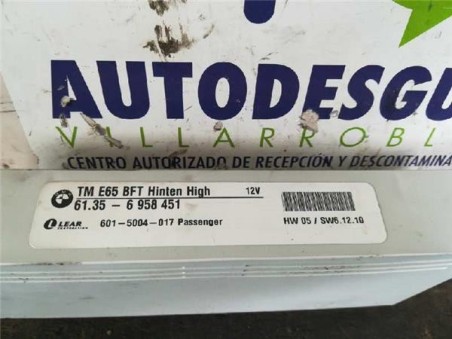 AUTODESGU
VILLARROBL
CENTRO AUTORIZADO DE RECEPCIÓN Y DESCONTAMINA
TM E65 BFT Hinten High 12V
61.35 - 6 958 451
LEAR
CORPORATION
601-5004-017 Passenger
HW 05 / SW6.12.10